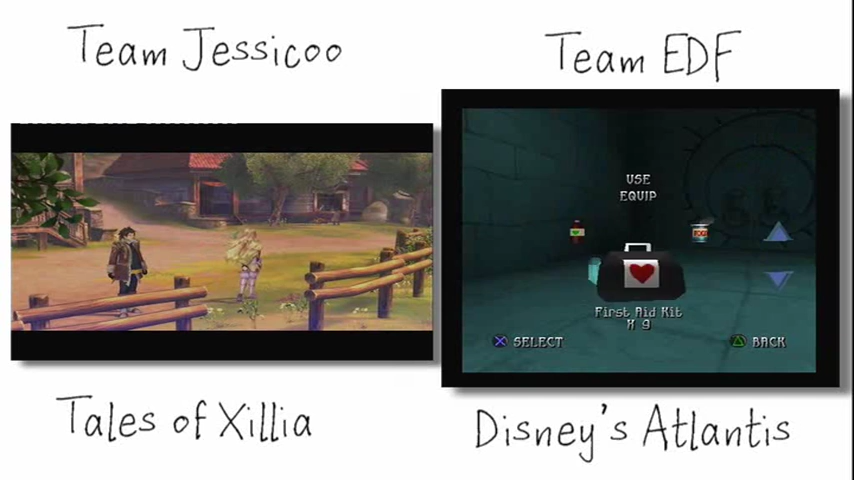 Team Jessicoo
Team EDF
USE
EQUIP
First Aid Kit
X 9
SELECT
BACK
Tales of Xillia
Disney's Atlantis